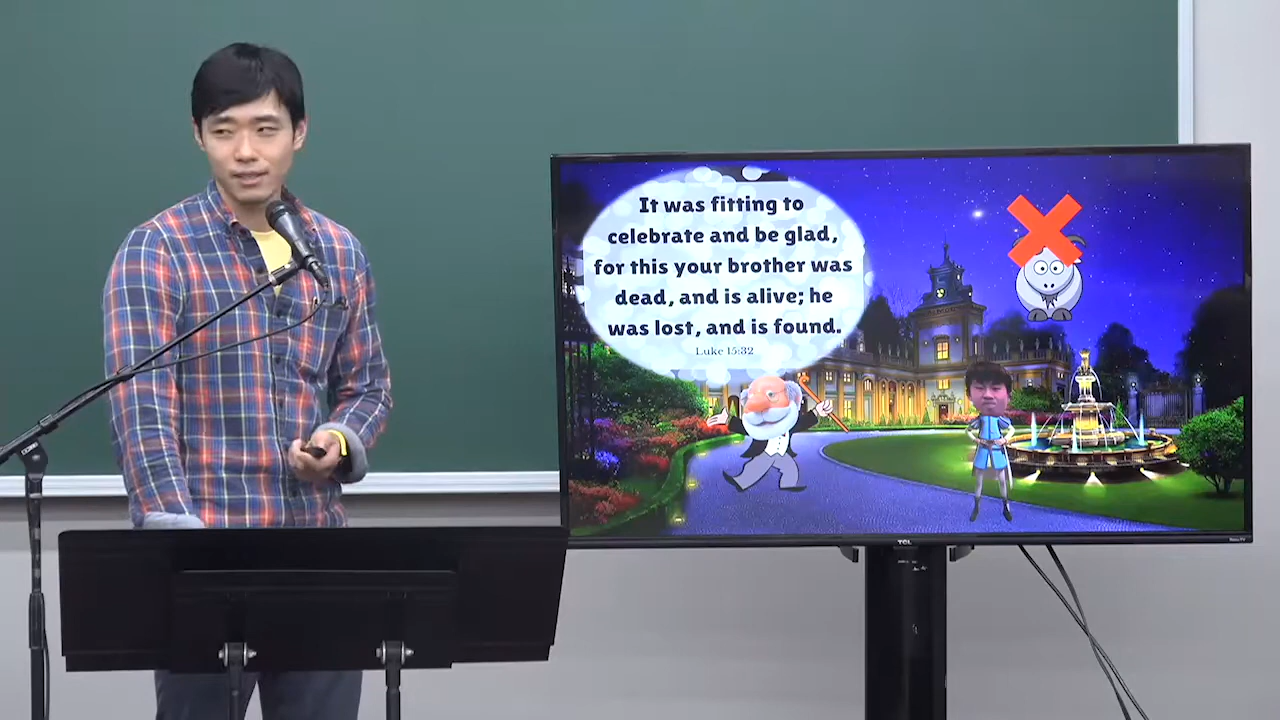 It was fitting to
celebrate and be glad,
for this your brother was
dead, and is alive; he
was lost, and is found.
Luke 15:32
TCL